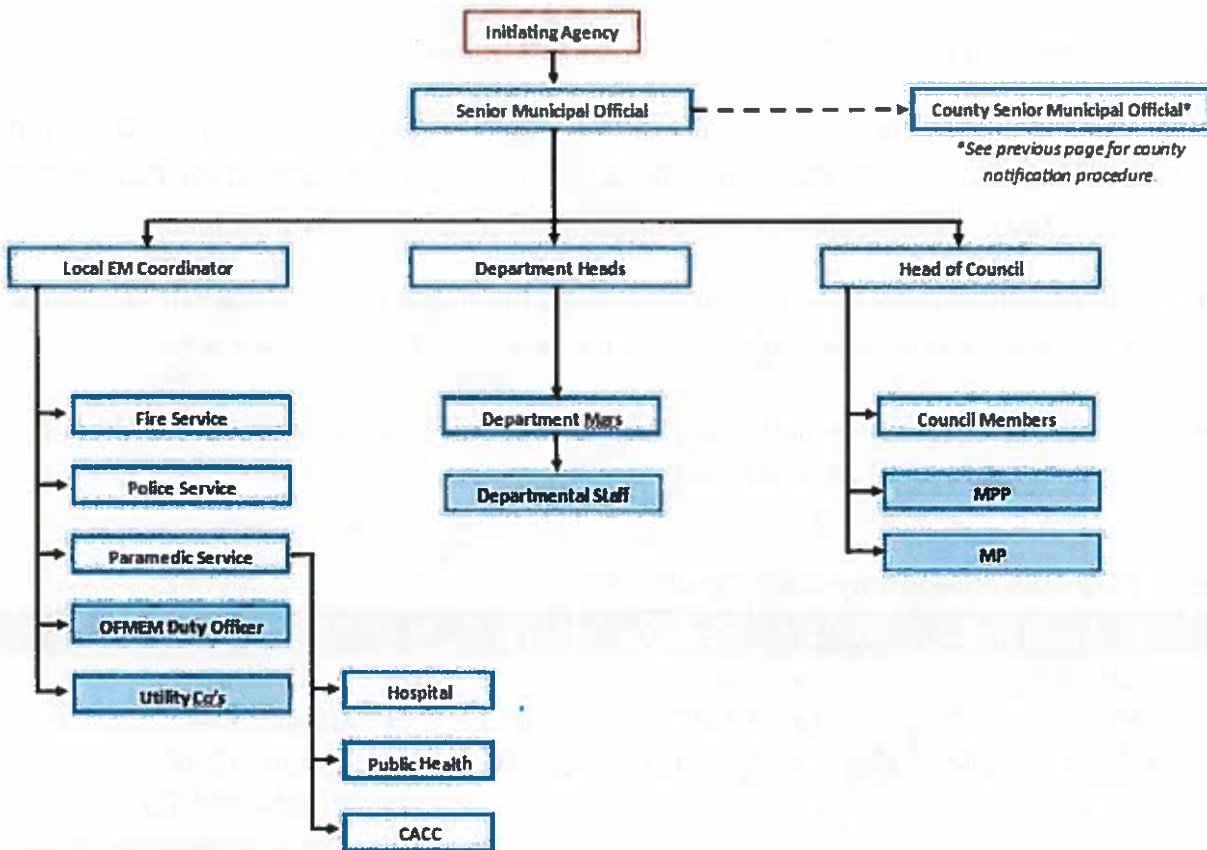 Initiating Agency
Senior Municipal Official
County Senior Municipal Official*
*See previous page for county
notification procedure.
Local EM Coordinator
Department Heads
Head of Council
Fire Service
Department Mgrs
Council Members
Police Service
Departmental Staff
MPP
Paramedic Service
MP
OFMEM Duty Officer
Utility Co's
Hospital
Public Health
CACC